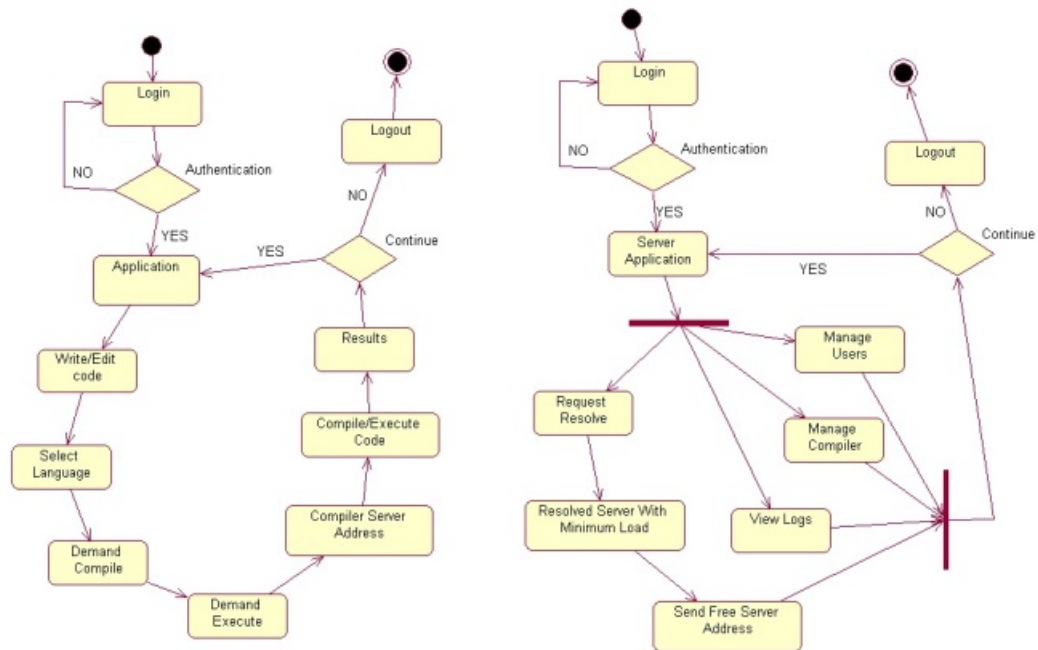 Login
NO
Authentication
YES
Application
Write/Edit
code
Select
Language
Demand
Compile
Demand
Execute
Compiler Server
Address
Compile/Execute
Code
Results
YES
Continue
NO
Logout
Login
NO
Authentication
YES
Server
Application
Request
Resolve
Resolved Server With
Minimum Load
Send Free Server
Address
View Logs
Manage
Compiler
Manage
Users
YES
Continue
NO
Logout